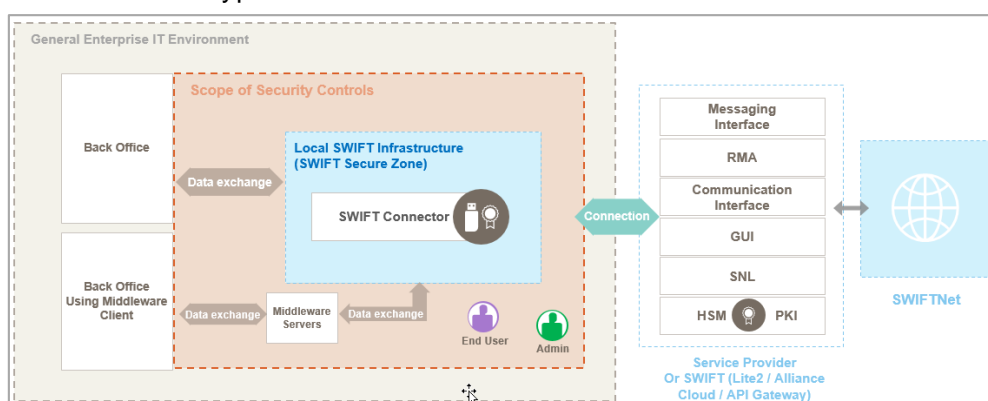 General Enterprise IT Environment
Scope of Security Controls
Back Office
Data exchange
Local SWIFT Infrastructure
(SWIFT Secure Zone)
SWIFT Connector
Back Office
Using Middleware
Client
Data exchange
Middleware
Servers
Data exchange
End User
Admin
Connection
Messaging
Interface
RMA
Communication
Interface
GUI
SNL
HSM
PKI
Service Provider
Or SWIFT (Lite2 / Alliance
Cloud / API Gateway)
SWIFTNet